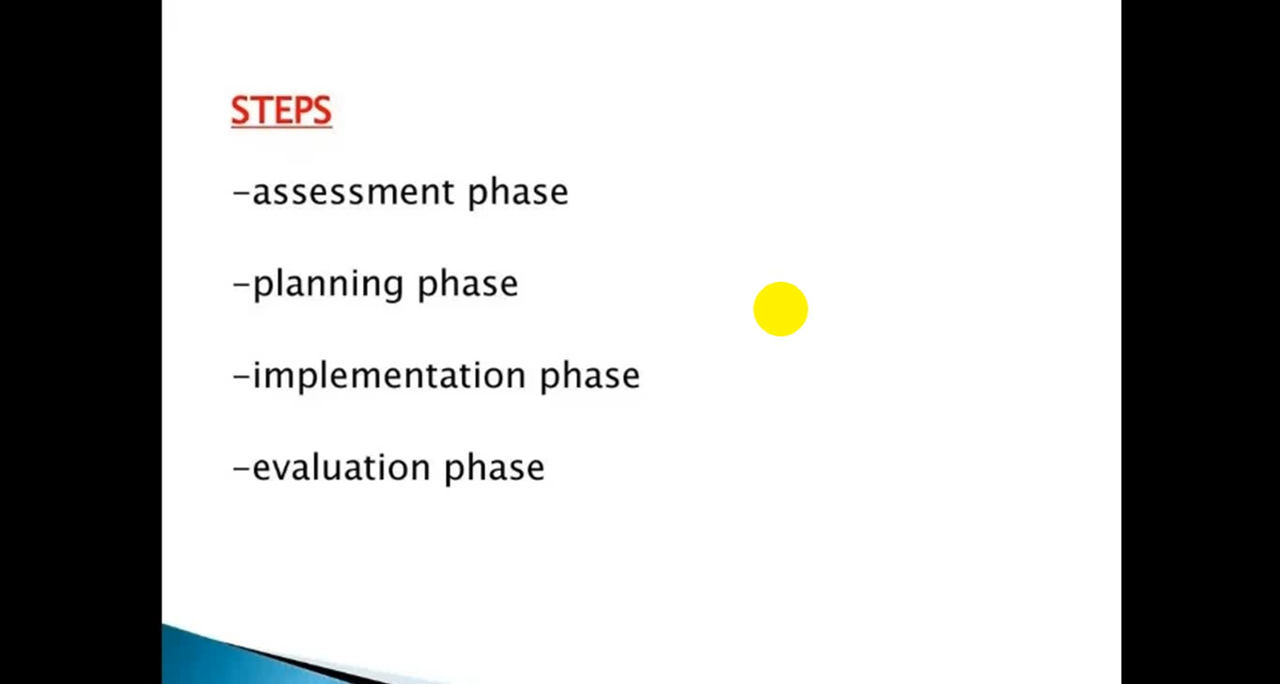 STEPS
-assessment phase
-planning phase
-implementation phase
-evaluation phase